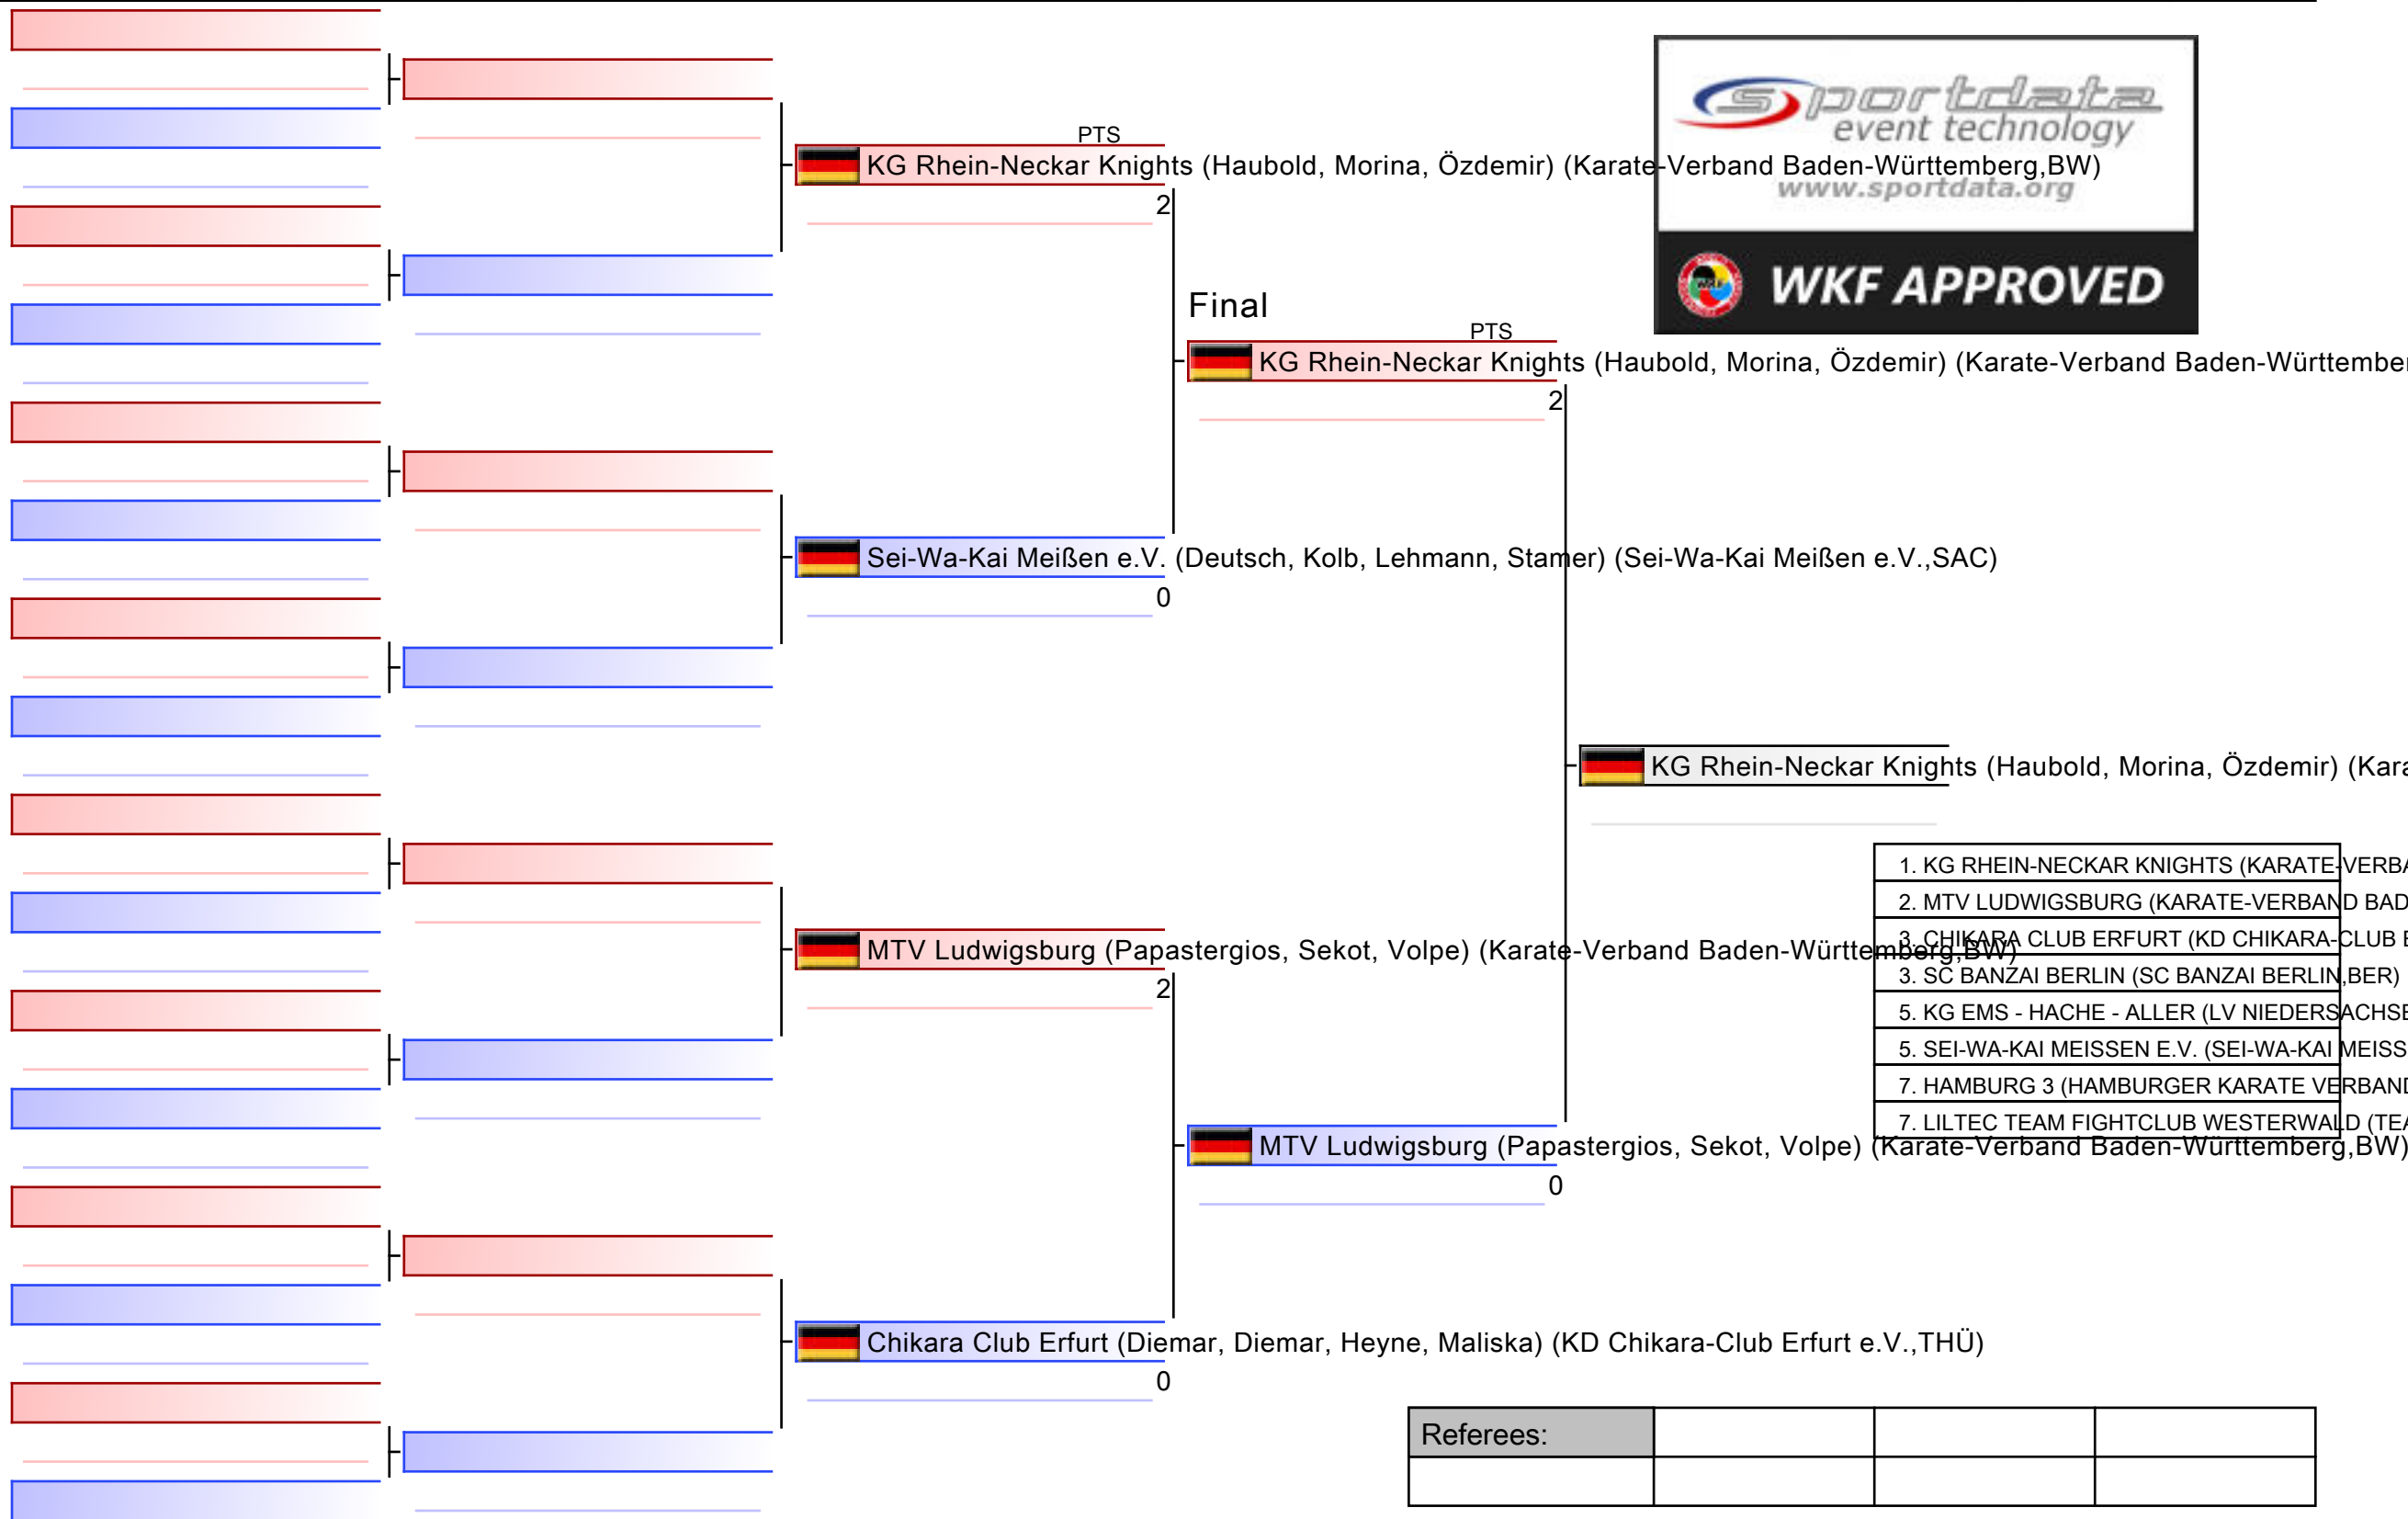 sportdata
event technology
www.sportdata.org
WKF APPROVED
PTS
KG Rhein-Neckar Knights (Haubold, Morina, Özdemir) (Karate-Verband Baden-Württemberg,BW)
2
Final
PTS
KG Rhein-Neckar Knights (Haubold, Morina, Özdemir) (Karate-Verband Baden-Württember
2
Sei-Wa-Kai Meißen e.V. (Deutsch, Kolb, Lehmann, Stamer) (Sei-Wa-Kai Meißen e.V.,SAC)
0
KG Rhein-Neckar Knights (Haubold, Morina, Özdemir) (Kara
1. KG RHEIN-NECKAR KNIGHTS (KARATE-VERBA
2. MTV LUDWIGSBURG (KARATE-VERBAND BAD
MTV Ludwigsburg (Papastergios, Sekot, Volpe) (Karate-Verband Baden-Württemberg,BW)
2
3. CHIKARA CLUB ERFURT (KD CHIKARA-CLUB E
3. SC BANZAI BERLIN (SC BANZAI BERLIN,BER)
5. KG EMS - HACHE - ALLER (LV NIEDERSACHSE
5. SEI-WA-KAI MEISSEN E.V. (SEI-WA-KAI MEISS
7. HAMBURG 3 (HAMBURGER KARATE VERBAND
7. LILTEC TEAM FIGHTCLUB WESTERWALD (TEA
MTV Ludwigsburg (Papastergios, Sekot, Volpe) (Karate-Verband Baden-Württemberg,BW)
0
Chikara Club Erfurt (Diemar, Diemar, Heyne, Maliska) (KD Chikara-Club Erfurt e.V.,THÜ)
0
Referees: